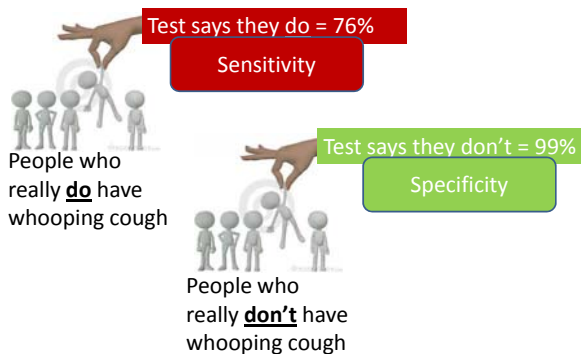 Test says they do = 76%
Sensitivity
People who
really do have
whooping cough
Test says they don't = 99%
Specificity
People who
really don't have
whooping cough